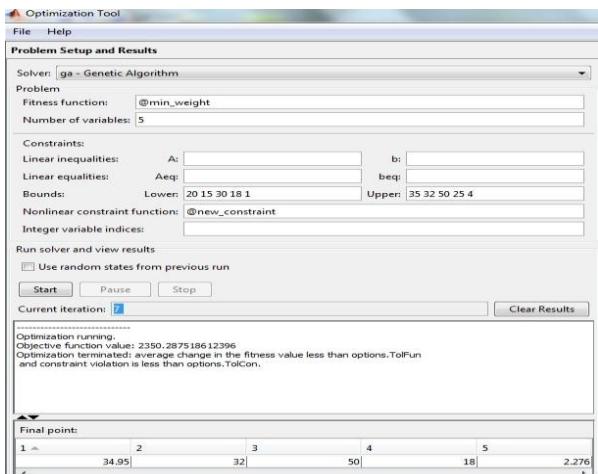 Optimization Tool
File Help
Problem Setup and Results
Solver: ga - Genetic Algorithm
Problem
Fitness function: @min_weight
Number of variables: 5
Constraints:
Linear inequalities: A: b:
Linear equalities: Aeq: beq:
Bounds: Lower: 20 15 30 18 1 Upper: 35 32 50 25 4
Nonlinear constraint function: @new_constraint
Integer variable indices:
Run solver and view results
Use random states from previous run
Start Pause Stop
Current iteration: 7 Clear Results
----------------------------
Optimization running.
Objective function value: 2350.287518612396
Optimization terminated: average change in the fitness value less than options.TolFun
and constraint violation is less than options.TolCon.
Final point:
1 2 3 4 5
34.95 32 50 18 2.276